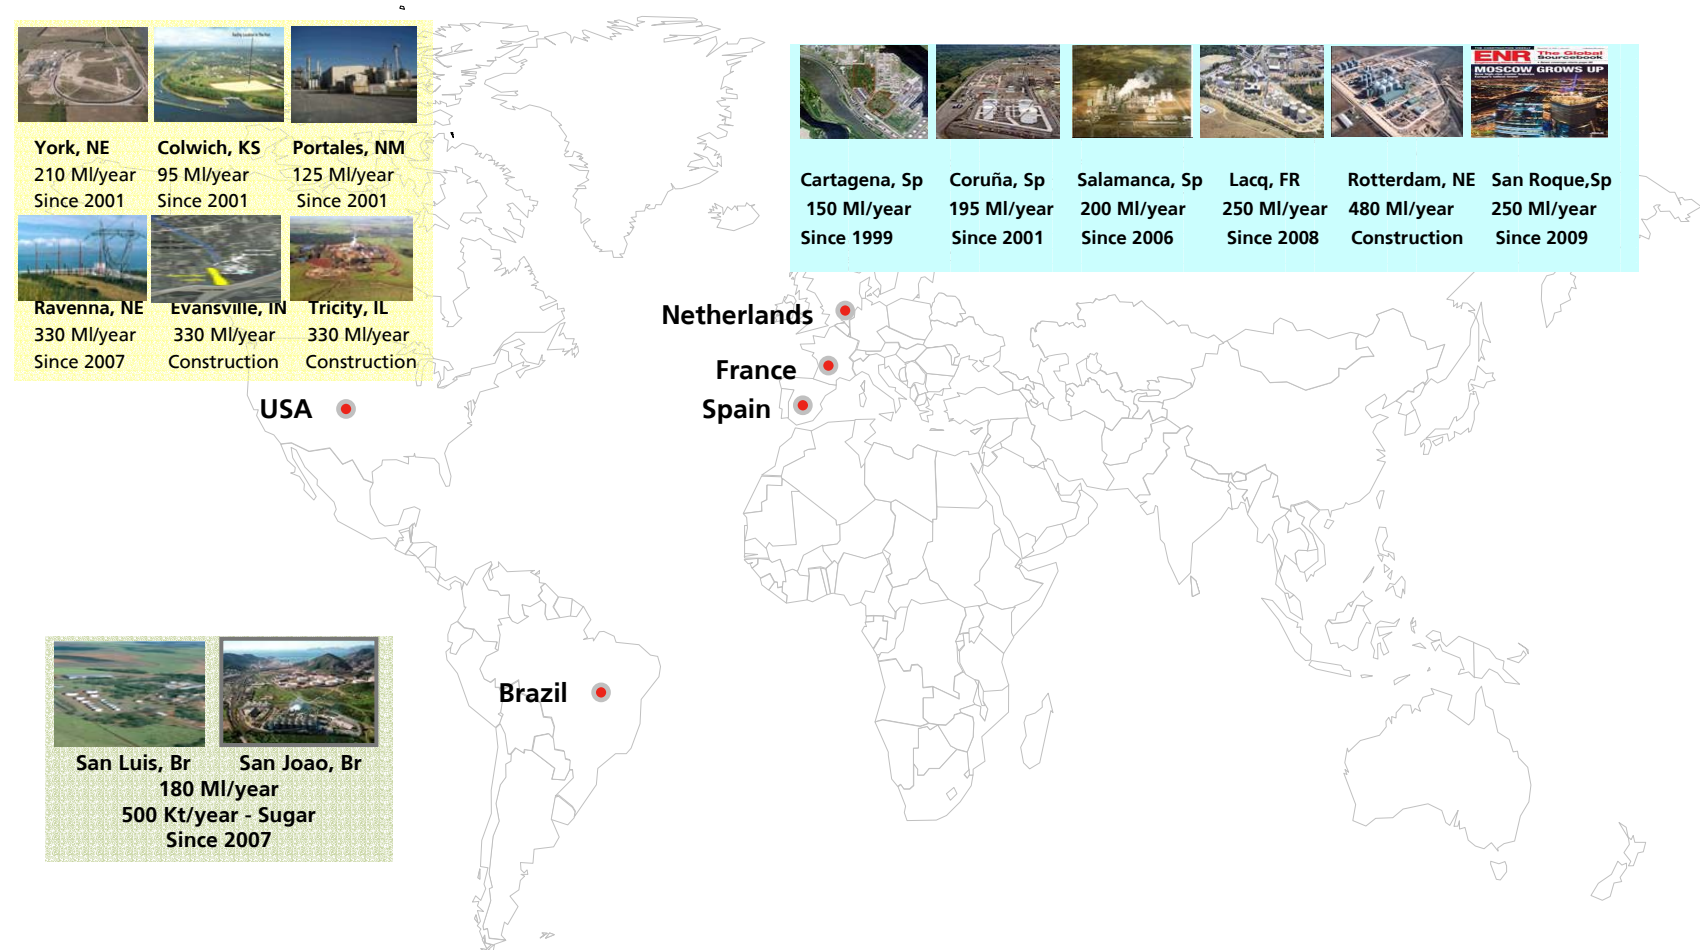 York, NE
210 Ml/year
Since 2001
Colwich, KS
95 Ml/year
Since 2001
Portales, NM
125 Ml/year
Since 2001
Ravenna, NE
330 Ml/year
Since 2007
Evansville, IN
330 Ml/year
Construction
Tricity, IL
330 Ml/year
Construction
ENR
The Global
Sourcebook
MOSCOW GROWS UP
Cartagena, Sp
150 Ml/year
Since 1999
Coruña, Sp
195 Ml/year
Since 2001
Salamanca, Sp
200 Ml/year
Since 2006
Lacq, FR
250 Ml/year
Since 2008
Rotterdam, NE
480 Ml/year
Construction
San Roque,Sp
250 Ml/year
Since 2009
Netherlands
France
Spain
USA
Brazil
San Luis, Br
San Joao, Br
180 Ml/year
500 Kt/year - Sugar
Since 2007